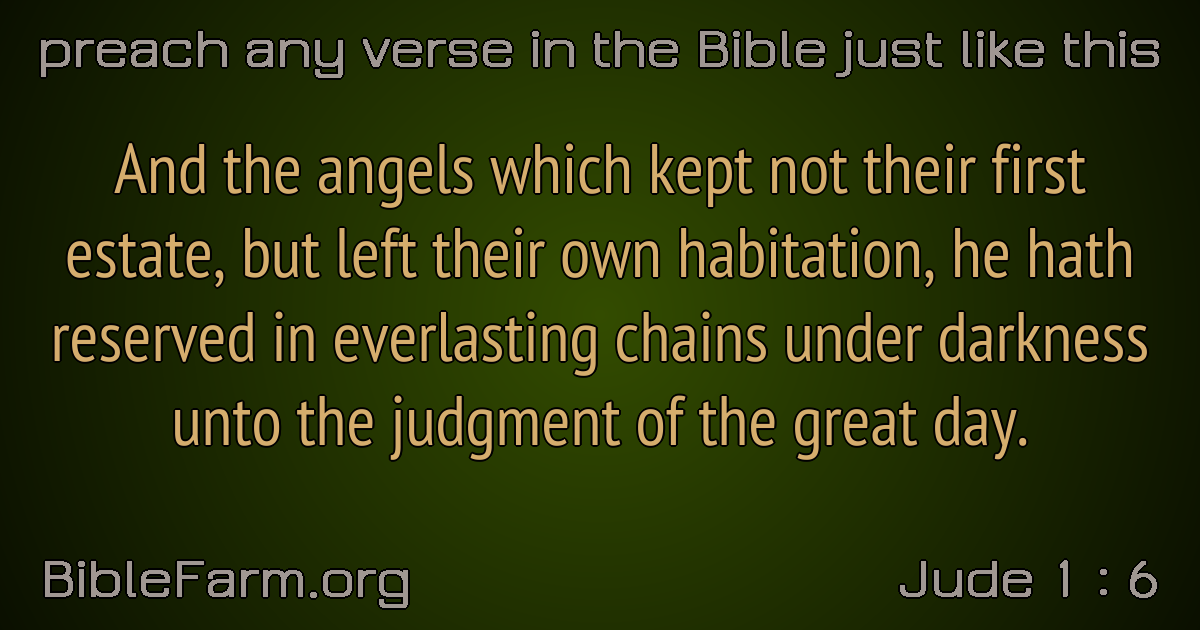 preach any verse in the Bible just like this
And the angels which kept not their first
estate, but left their own habitation, he hath
reserved in everlasting chains under darkness
unto the judgment of the great day.
BibleFarm.org
Jude 1 : 6